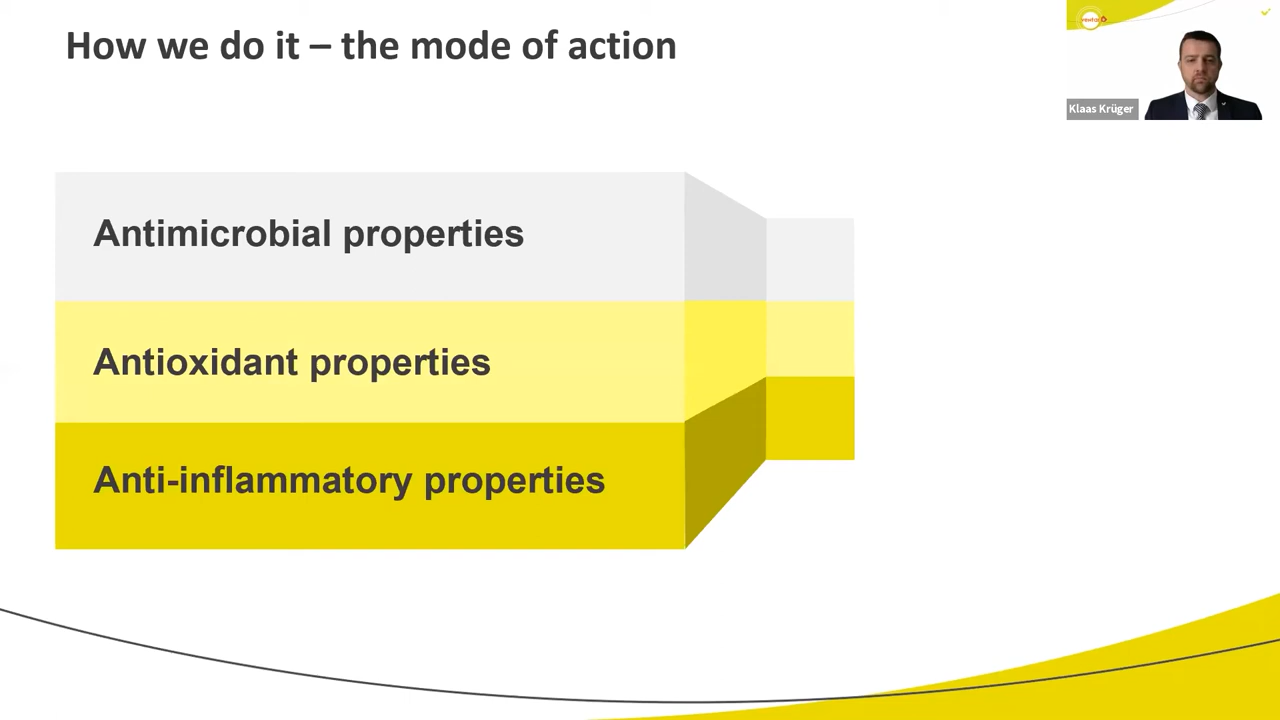 How we do it – the mode of action
Klaas Krüger
Antimicrobial properties
Antioxidant properties
Anti-inflammatory properties